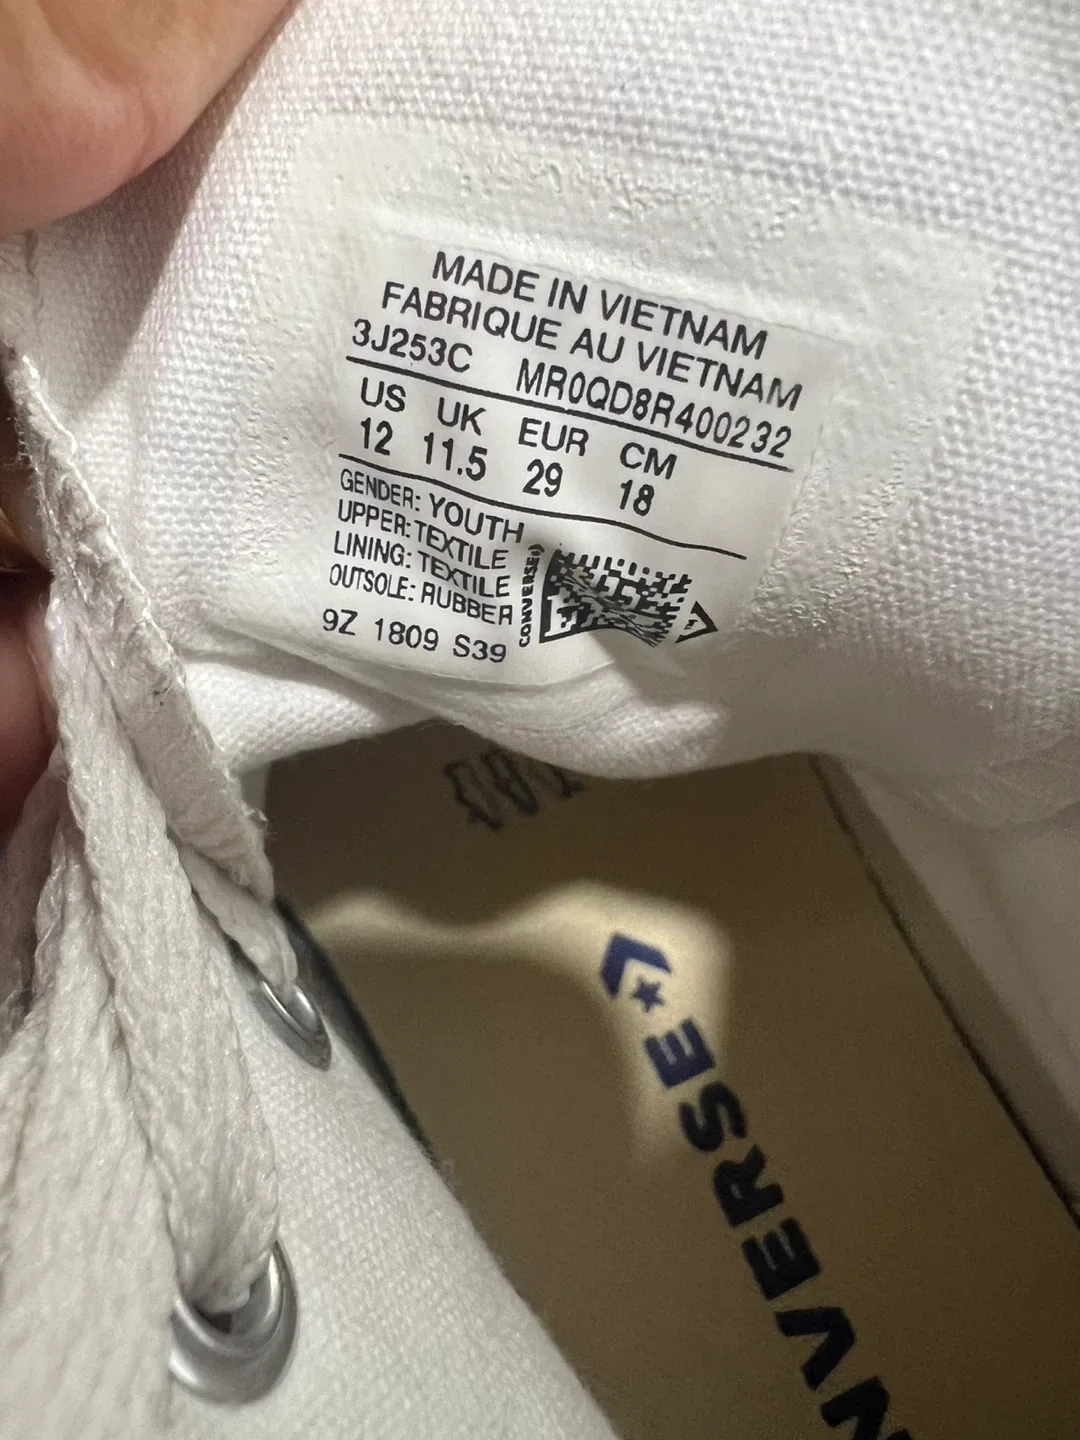 MADE IN VIETNAM
FABRIQUE AU VIETNAM
3J253C MR0QD8R400232
US UK EUR CM
12 11.5 29 18
GENDER: YOUTH
UPPER: TEXTILE
LINING: TEXTILE
OUTSOLE: RUBBER
9Z 1809 S39
CONVERSE
NVERSE